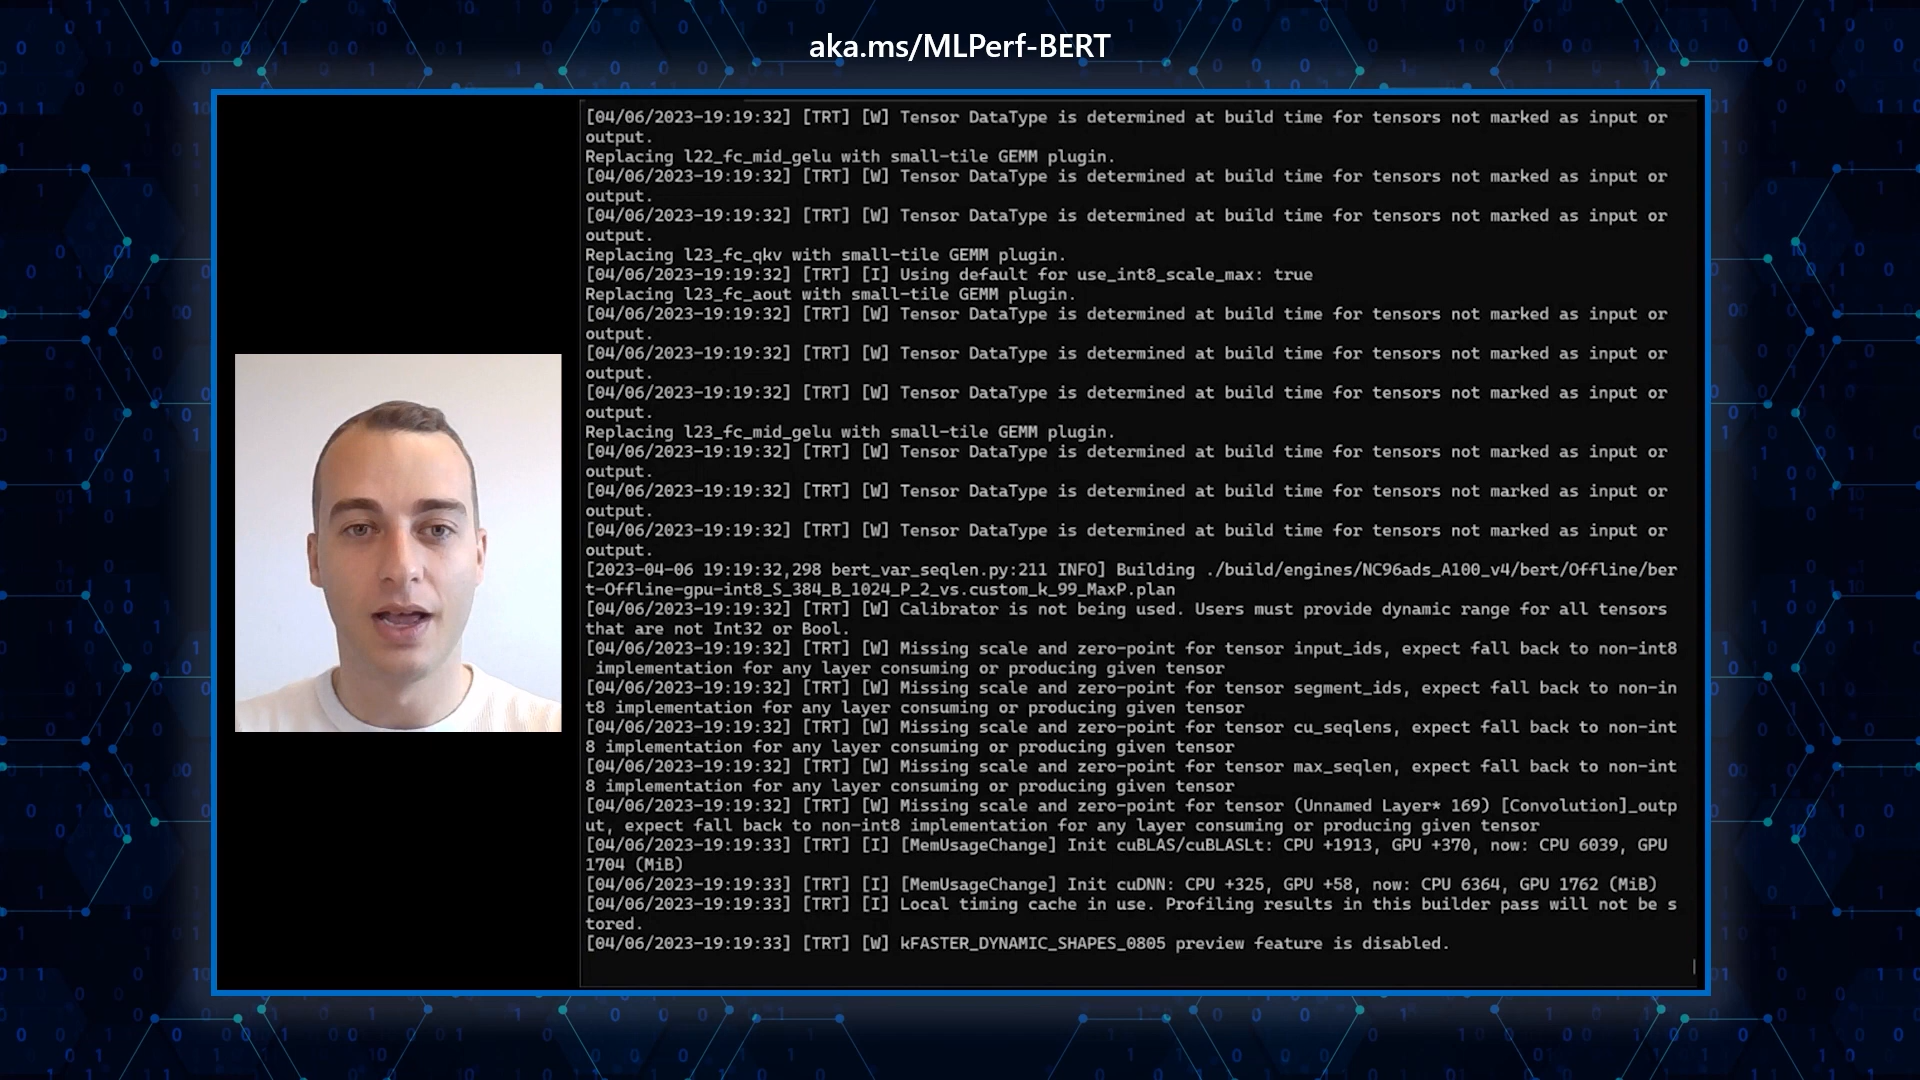 aka.ms/MLPerf-BERT
[04/06/2023-19:19:32] [TRT] [W] Tensor DataType is determined at build time for tensors not marked as input or
output.
Replacing l22_fc_mid_gelu with small-tile GEMM plugin.
[04/06/2023-19:19:32] [TRT] [W] Tensor DataType is determined at build time for tensors not marked as input or
output.
[04/06/2023-19:19:32] [TRT] [W] Tensor DataType is determined at build time for tensors not marked as input or
output.
Replacing l23_fc_qkv with small-tile GEMM plugin.
[04/06/2023-19:19:32] [TRT] [I] Using default for use_int8_scale_max: true
Replacing l23_fc_aout with small-tile GEMM plugin.
[04/06/2023-19:19:32] [TRT] [W] Tensor DataType is determined at build time for tensors not marked as input or
output.
[04/06/2023-19:19:32] [TRT] [W] Tensor DataType is determined at build time for tensors not marked as input or
output.
[04/06/2023-19:19:32] [TRT] [W] Tensor DataType is determined at build time for tensors not marked as input or
output.
Replacing l23_fc_mid_gelu with small-tile GEMM plugin.
[04/06/2023-19:19:32] [TRT] [W] Tensor DataType is determined at build time for tensors not marked as input or
output.
[04/06/2023-19:19:32] [TRT] [W] Tensor DataType is determined at build time for tensors not marked as input or
output.
[04/06/2023-19:19:32] [TRT] [W] Tensor DataType is determined at build time for tensors not marked as input or
output.
[2023-04-06 19:19:32,298 bert_var_seqlen.py:211 INFO] Building ./build/engines/NC96ads_A100_v4/bert/Offline/ber
t-Offline-gpu-int8_S_384_B_1024_P_2_vs.custom_k_99_MaxP.plan
[04/06/2023-19:19:32] [TRT] [W] Calibrator is not being used. Users must provide dynamic range for all tensors
that are not Int32 or Bool.
[04/06/2023-19:19:32] [TRT] [W] Missing scale and zero-point for tensor input_ids, expect fall back to non-int8
 implementation for any layer consuming or producing given tensor
[04/06/2023-19:19:32] [TRT] [W] Missing scale and zero-point for tensor segment_ids, expect fall back to non-in
t8 implementation for any layer consuming or producing given tensor
[04/06/2023-19:19:32] [TRT] [W] Missing scale and zero-point for tensor cu_seqlens, expect fall back to non-int
8 implementation for any layer consuming or producing given tensor
[04/06/2023-19:19:32] [TRT] [W] Missing scale and zero-point for tensor max_seqlen, expect fall back to non-int
8 implementation for any layer consuming or producing given tensor
[04/06/2023-19:19:32] [TRT] [W] Missing scale and zero-point for tensor (Unnamed Layer* 169) [Convolution]_outp
ut, expect fall back to non-int8 implementation for any layer consuming or producing given tensor
[04/06/2023-19:19:33] [TRT] [I] [MemUsageChange] Init cuBLAS/cuBLASLt: CPU +1913, GPU +370, now: CPU 6039, GPU
1704 (MiB)
[04/06/2023-19:19:33] [TRT] [I] [MemUsageChange] Init cuDNN: CPU +325, GPU +58, now: CPU 6364, GPU 1762 (MiB)
[04/06/2023-19:19:33] [TRT] [I] Local timing cache in use. Profiling results in this builder pass will not be s
tored.
[04/06/2023-19:19:33] [TRT] [W] kFASTER_DYNAMIC_SHAPES_0805 preview feature is disabled.